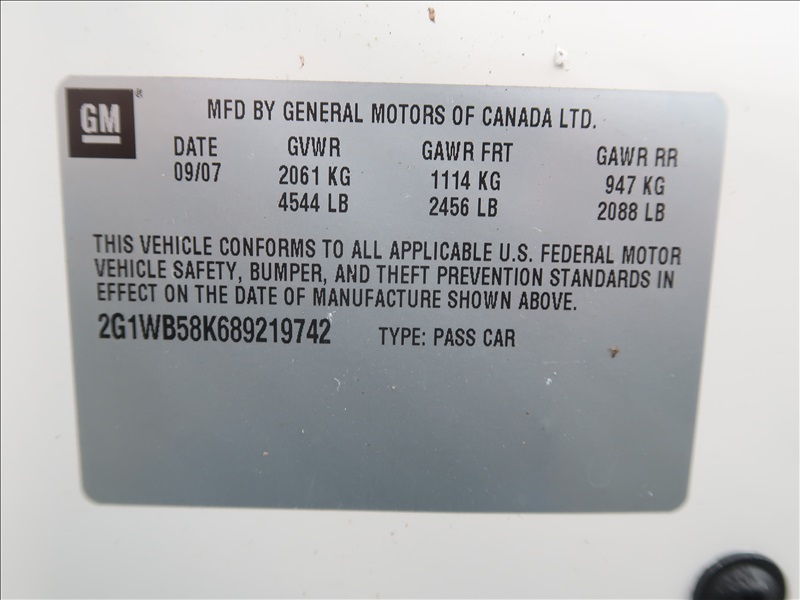 GM
MFD BY GENERAL MOTORS OF CANADA LTD.
DATE GVWR GAWR FRT GAWR RR
09/07 2061 KG 1114 KG 947 KG
4544 LB 2456 LB 2088 LB
THIS VEHICLE CONFORMS TO ALL APPLICABLE U.S. FEDERAL MOTOR
VEHICLE SAFETY, BUMPER, AND THEFT PREVENTION STANDARDS IN
EFFECT ON THE DATE OF MANUFACTURE SHOWN ABOVE.
2G1WB58K689219742 TYPE: PASS CAR